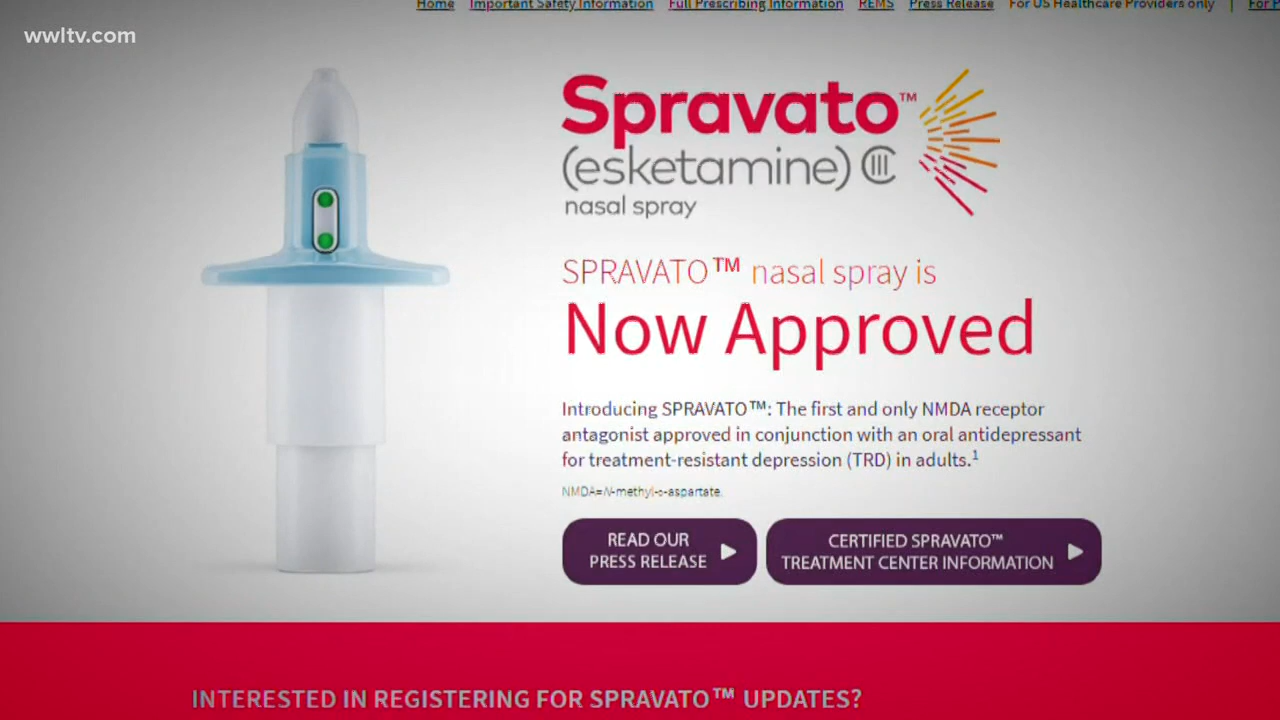 wwltv.com
Home Important Safety Information Full Prescribing Information REMS Press Release For US Healthcare Providers only | For
Spravato™
(esketamine) CIII
nasal spray
SPRAVATO™ nasal spray is
Now Approved
Introducing SPRAVATO™: The first and only NMDA receptor
antagonist approved in conjunction with an oral antidepressant
for treatment-resistant depression (TRD) in adults.1
NMDA=N-methyl-D-aspartate.
READ OUR
PRESS RELEASE
CERTIFIED SPRAVATO™
TREATMENT CENTER INFORMATION
INTERESTED IN REGISTERING FOR SPRAVATO™ UPDATES?